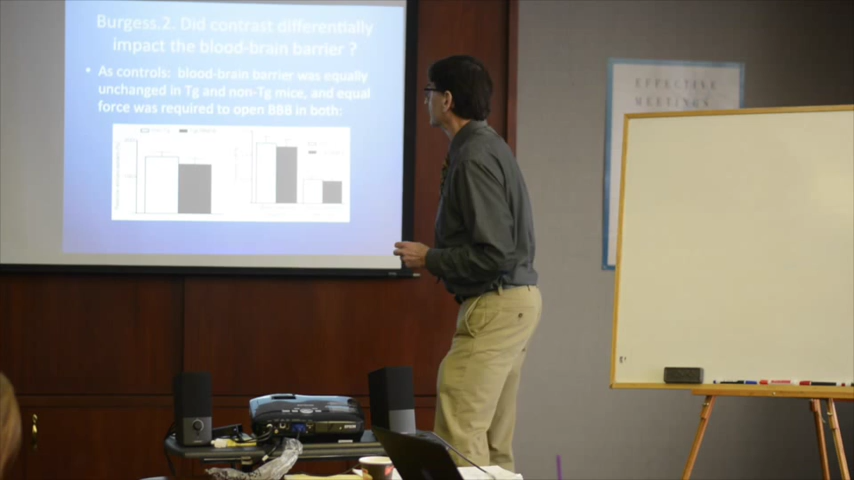 Burgess 2. Did contrast differentially
impact the blood-brain barrier ?
• As controls: blood-brain barrier was equally
unchanged in Tg and non-Tg mice, and equal
force was required to open BBB in both:
EFFECTIVE
MEETINGS